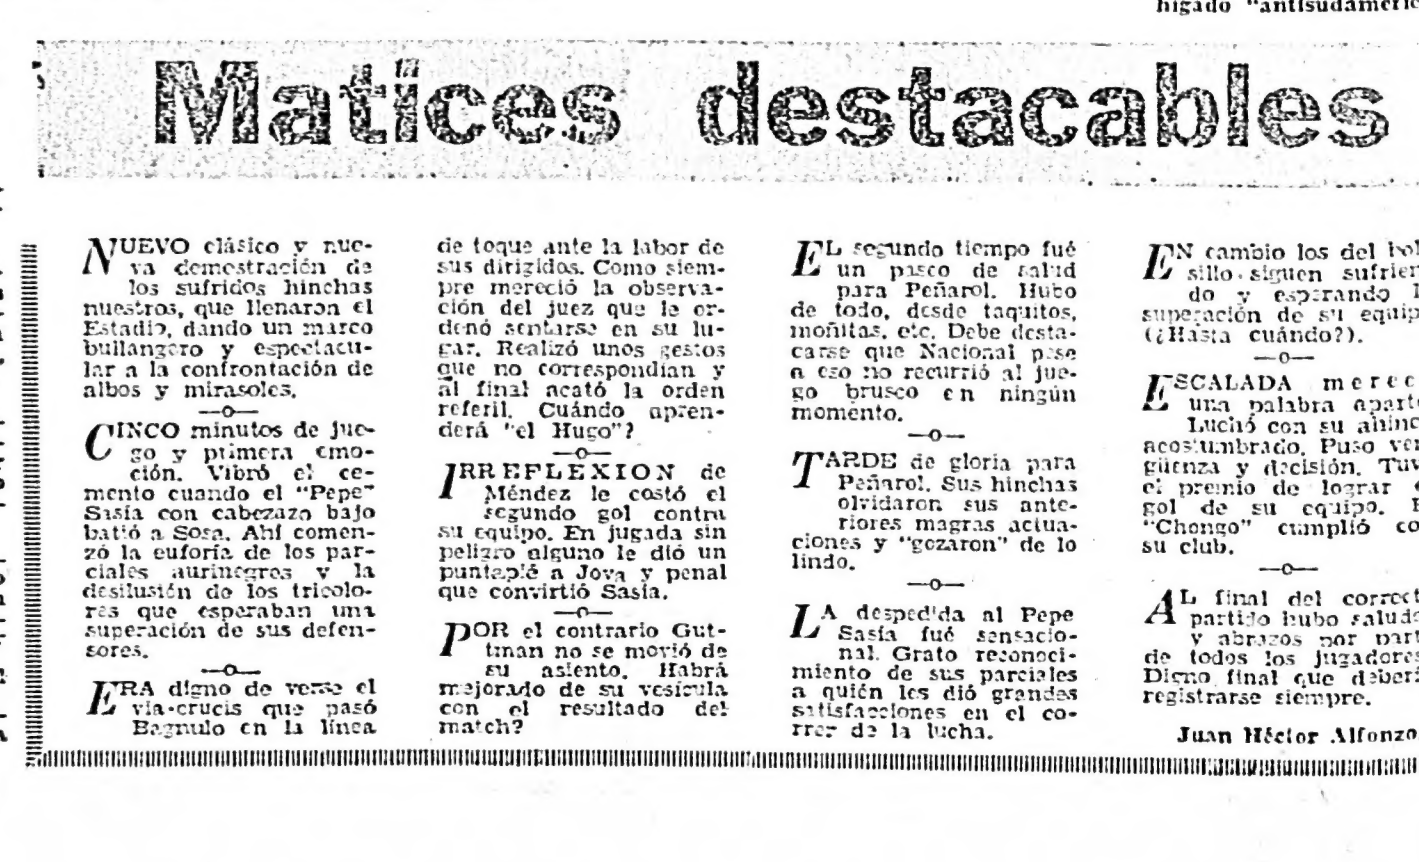 hígado "antisudameric
Matices destacables
NUEVO clásico y nue-
va demostración de
los sufridos hinchas
nuestros, que llenaron el
Estadio, dando un marco
bullanguero y espectacu-
lar a la confrontación de
albos y mirasoles.
—o—
CINCO minutos de jue-
go y primera emo-
ción. Vibró el ce-
mento cuando el "Pepe"
Sasía con cabezazo bajo
batió a Sosa. Ahí comen-
zó la euforia de los par-
ciales aurinegros y la
desilusión de los tricolo-
res que esperaban una
superación de sus defen-
sores.
—o—
ERA digno de verse el
vía-crucis que pasó
Bagnulo en la línea
de toque ante la labor de
sus dirigidos. Como siem-
pre mereció la observa-
ción del juez que le or-
denó sentarse en su lu-
gar. Realizó unos gestos
que no correspondían y
al final acató la orden
referil. Cuándo apren-
derá "el Hugo"?
—o—
IRREFLEXION de
Méndez le costó el
segundo gol contra
su equipo. En jugada sin
peligro alguno le dió un
puntapié a Joya y penal
que convirtió Sasía.
—o—
POR el contrario Gut-
tman no se movió de
su asiento. Habrá
mejorado de su vesícula
con el resultado del
match?
EL segundo tiempo fué
un paseo de salud
para Peñarol. Hubo
de todo, desde taquitos,
moñitas, etc. Debe desta-
carse que Nacional pese
a eso no recurrió al jue-
go brusco en ningún
momento.
—o—
TARDE de gloria para
Peñarol. Sus hinchas
olvidaron sus ante-
riores magras actua-
ciones y "gozaron" de lo
lindo.
—o—
LA despedida al Pepe
Sasía fué sensacio-
nal. Grato reconoci-
miento de sus parciales
a quién les dió grandes
satisfacciones en el co-
rrer de la lucha.
EN cambio los del bol
sillo siguen sufrien
do y esperando l
superación de su equip
(¿Hasta cuándo?).
—o—
ESCALADA merec
una palabra apart
Luchó con su ahínc
acostumbrado. Puso ver
güenza y decisión. Tuv
el premio de lograr e
gol de su equipo. E
"Chongo" cumplió co
su club.
—o—
AL final del correct
partido hubo saludo
y abrazos por part
de todos los jugadores
Digno final que deberí
registrarse siempre.
Juan Héctor Alfonzo